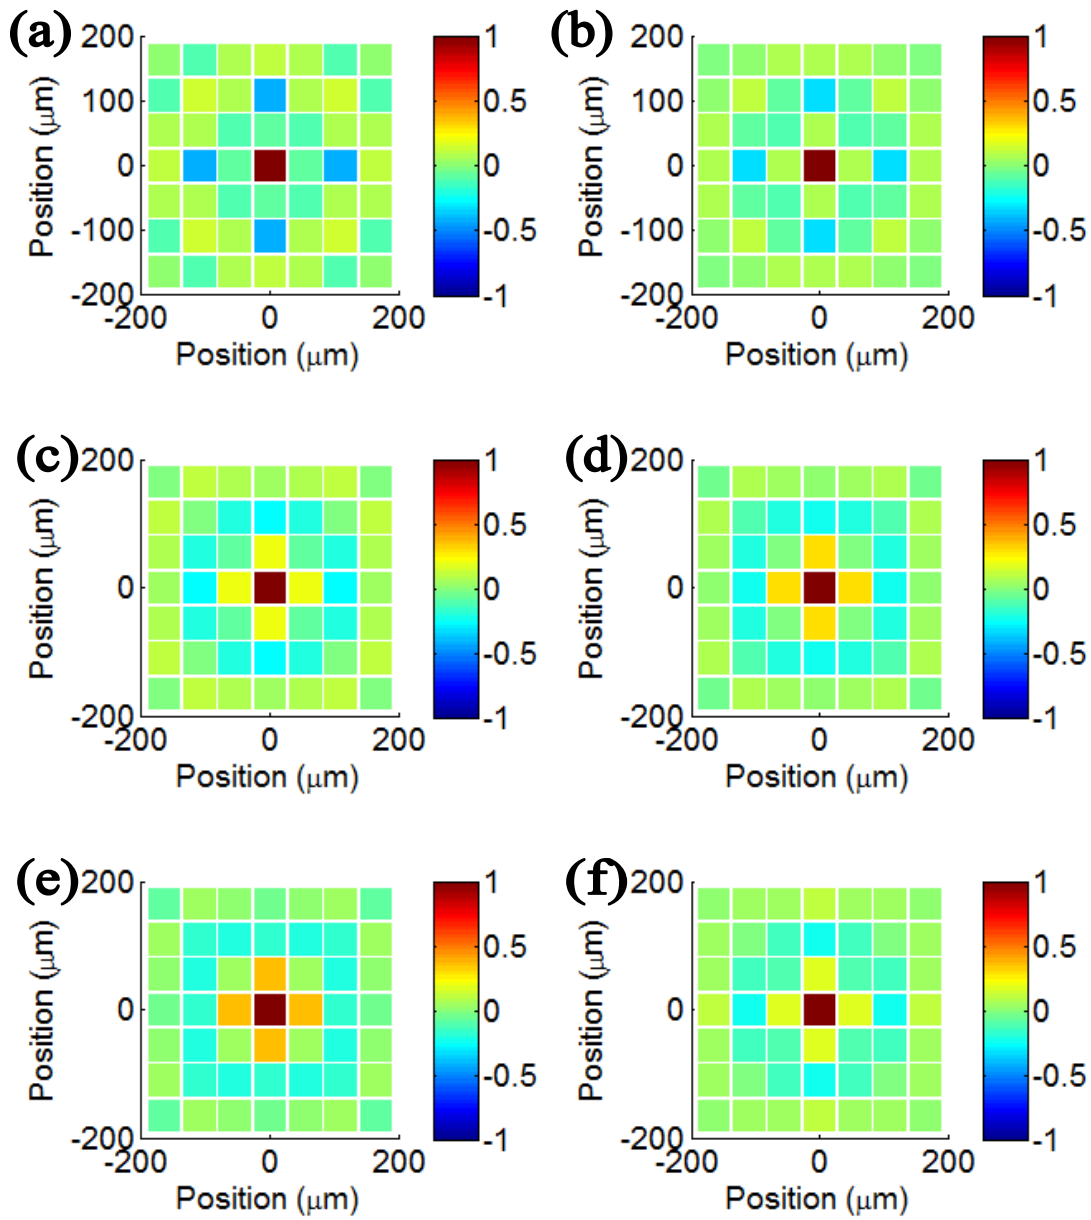 (a) 200 1 (b) 200 1
100 0.5 100 0.5
0 0 0 0
-100 -0.5 -100 -0.5
-200 -1 -200 -1
-200 0 200 -200 0 200
Position (μm) Position (μm)
Position (μm) Position (μm)
(c) 200 1 (d) 200 1
0.5 0.5
0 0 0 0
-0.5 -0.5
-200 -1 -200 -1
-200 0 200 -200 0 200
Position (μm) Position (μm)
Position (μm) Position (μm)
(e) 200 1 (f) 200 1
0.5 0.5
0 0 0 0
-0.5 -0.5
-200 -1 -200 -1
-200 0 200 -200 0 200
Position (μm) Position (μm)
Position (μm) Position (μm)